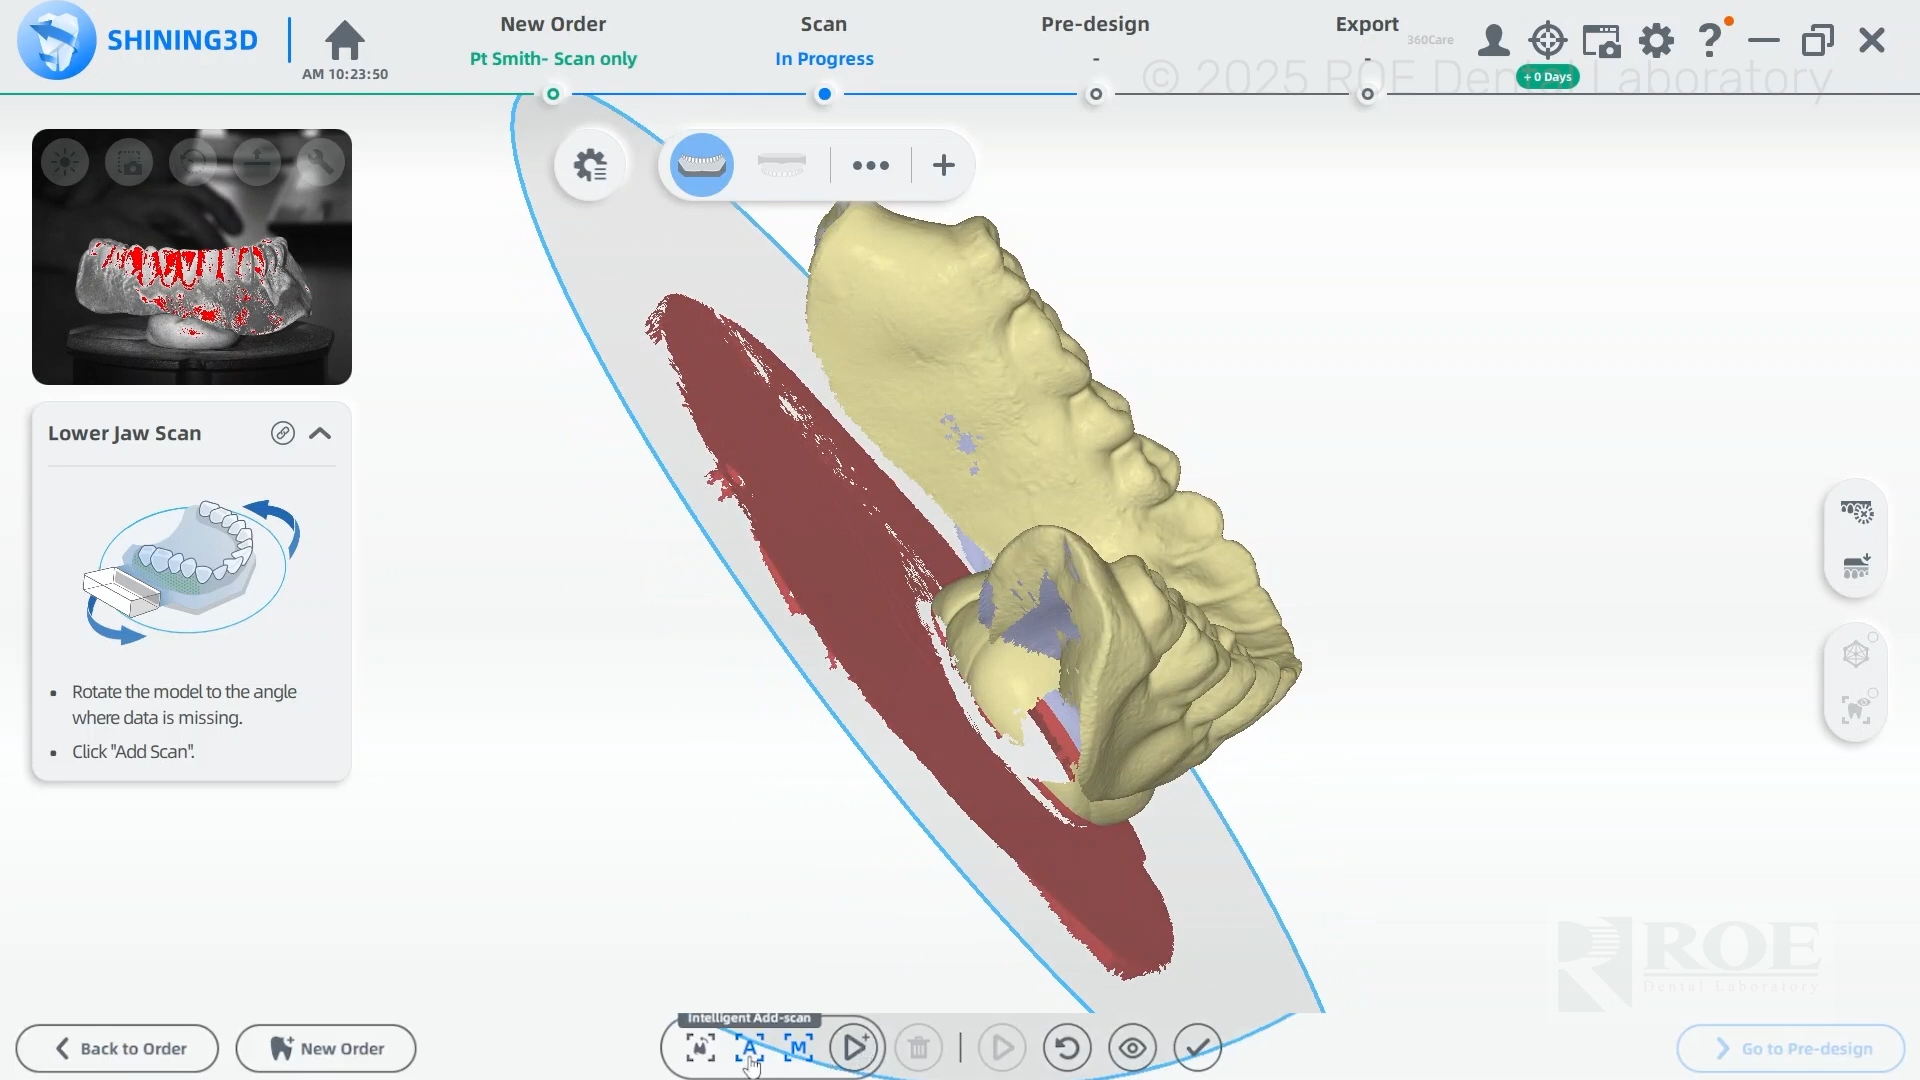 SHINING3D
AM 10:23:50
New Order
Pt Smith- Scan only
Scan
In Progress
Pre-design
-
Export
-
360Care
+ 0 Days
© 2025 ROE Dental Laboratory
Lower Jaw Scan
Rotate the model to the angle
where data is missing.
Click "Add Scan".
ROE
Dental Laboratory
Intelligent Add-scan
A
M
Back to Order
New Order
Go to Pre-design